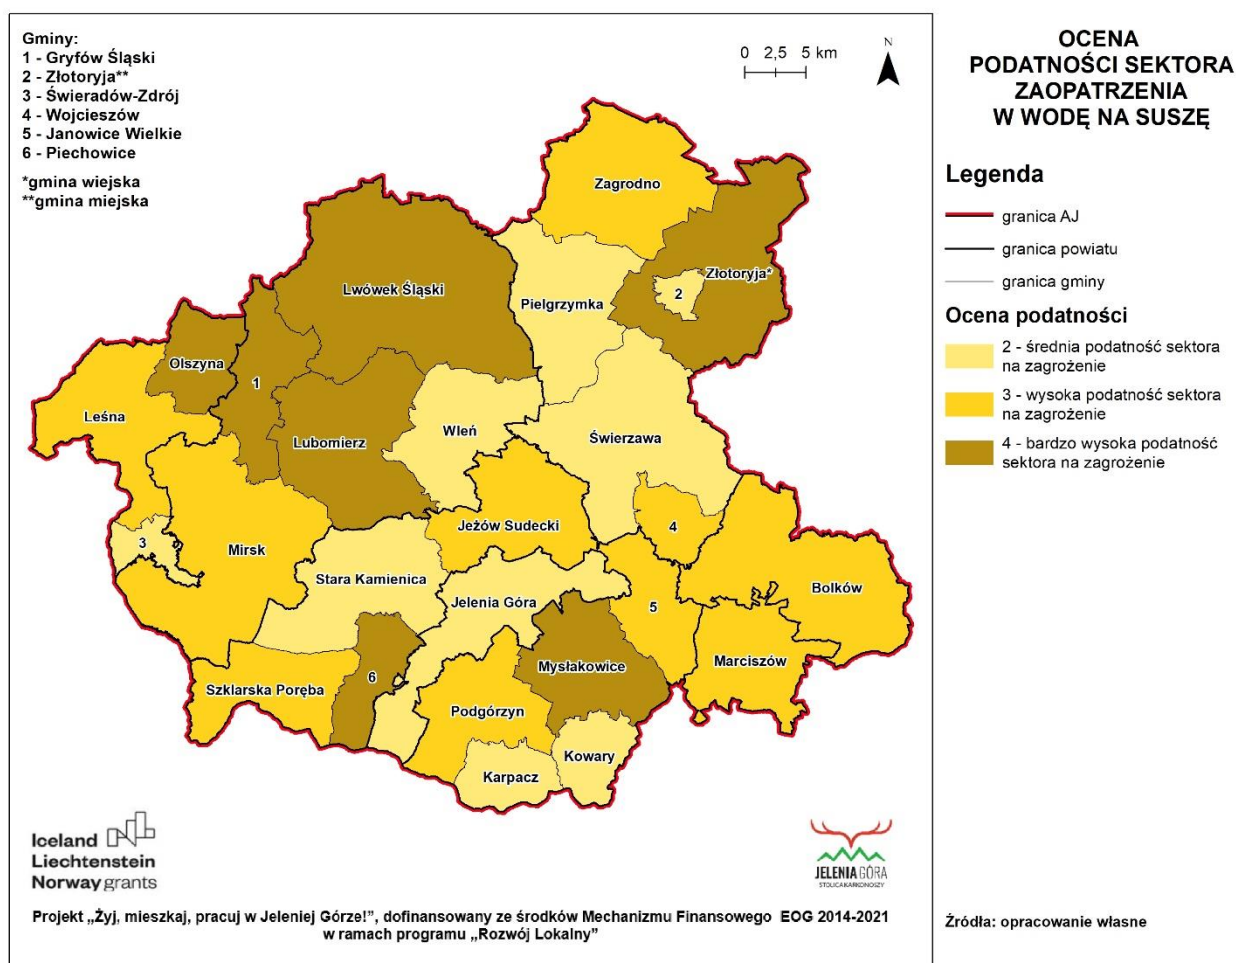 Gminy:
1 - Gryfów Śląski
2 - Złotoryja**
3 - Świeradów-Zdrój
4 - Wojcieszów
5 - Janowice Wielkie
6 - Piechowice
*gmina wiejska
**gmina miejska
0 2,5 5 km
N
Zagrodno
Złotoryja*
2
Pielgrzymka
Lwówek Śląski
Olszyna
1
Leśna
Lubomierz
Wleń
Świerzawa
Jeżów Sudecki
4
3
Mirsk
Stara Kamienica
Jelenia Góra
5
Bolków
Mysłakowice
Marciszów
6
Szklarska Poręba
Podgórzyn
Kowary
Karpacz
Iceland
Liechtenstein
Norway grants
JELENIA GÓRA
STOLICA KARKONOSZY
Projekt „Żyj, mieszkaj, pracuj w Jeleniej Górze!”, dofinansowany ze środków Mechanizmu Finansowego EOG 2014-2021
w ramach programu „Rozwój Lokalny”
OCENA
PODATNOŚCI SEKTORA
ZAOPATRZENIA
W WODĘ NA SUSZĘ
Legenda
granica AJ
granica powiatu
granica gminy
Ocena podatności
2 - średnia podatność sektora
na zagrożenie
3 - wysoka podatność sektora
na zagrożenie
4 - bardzo wysoka podatność
sektora na zagrożenie
Źródła: opracowanie własne